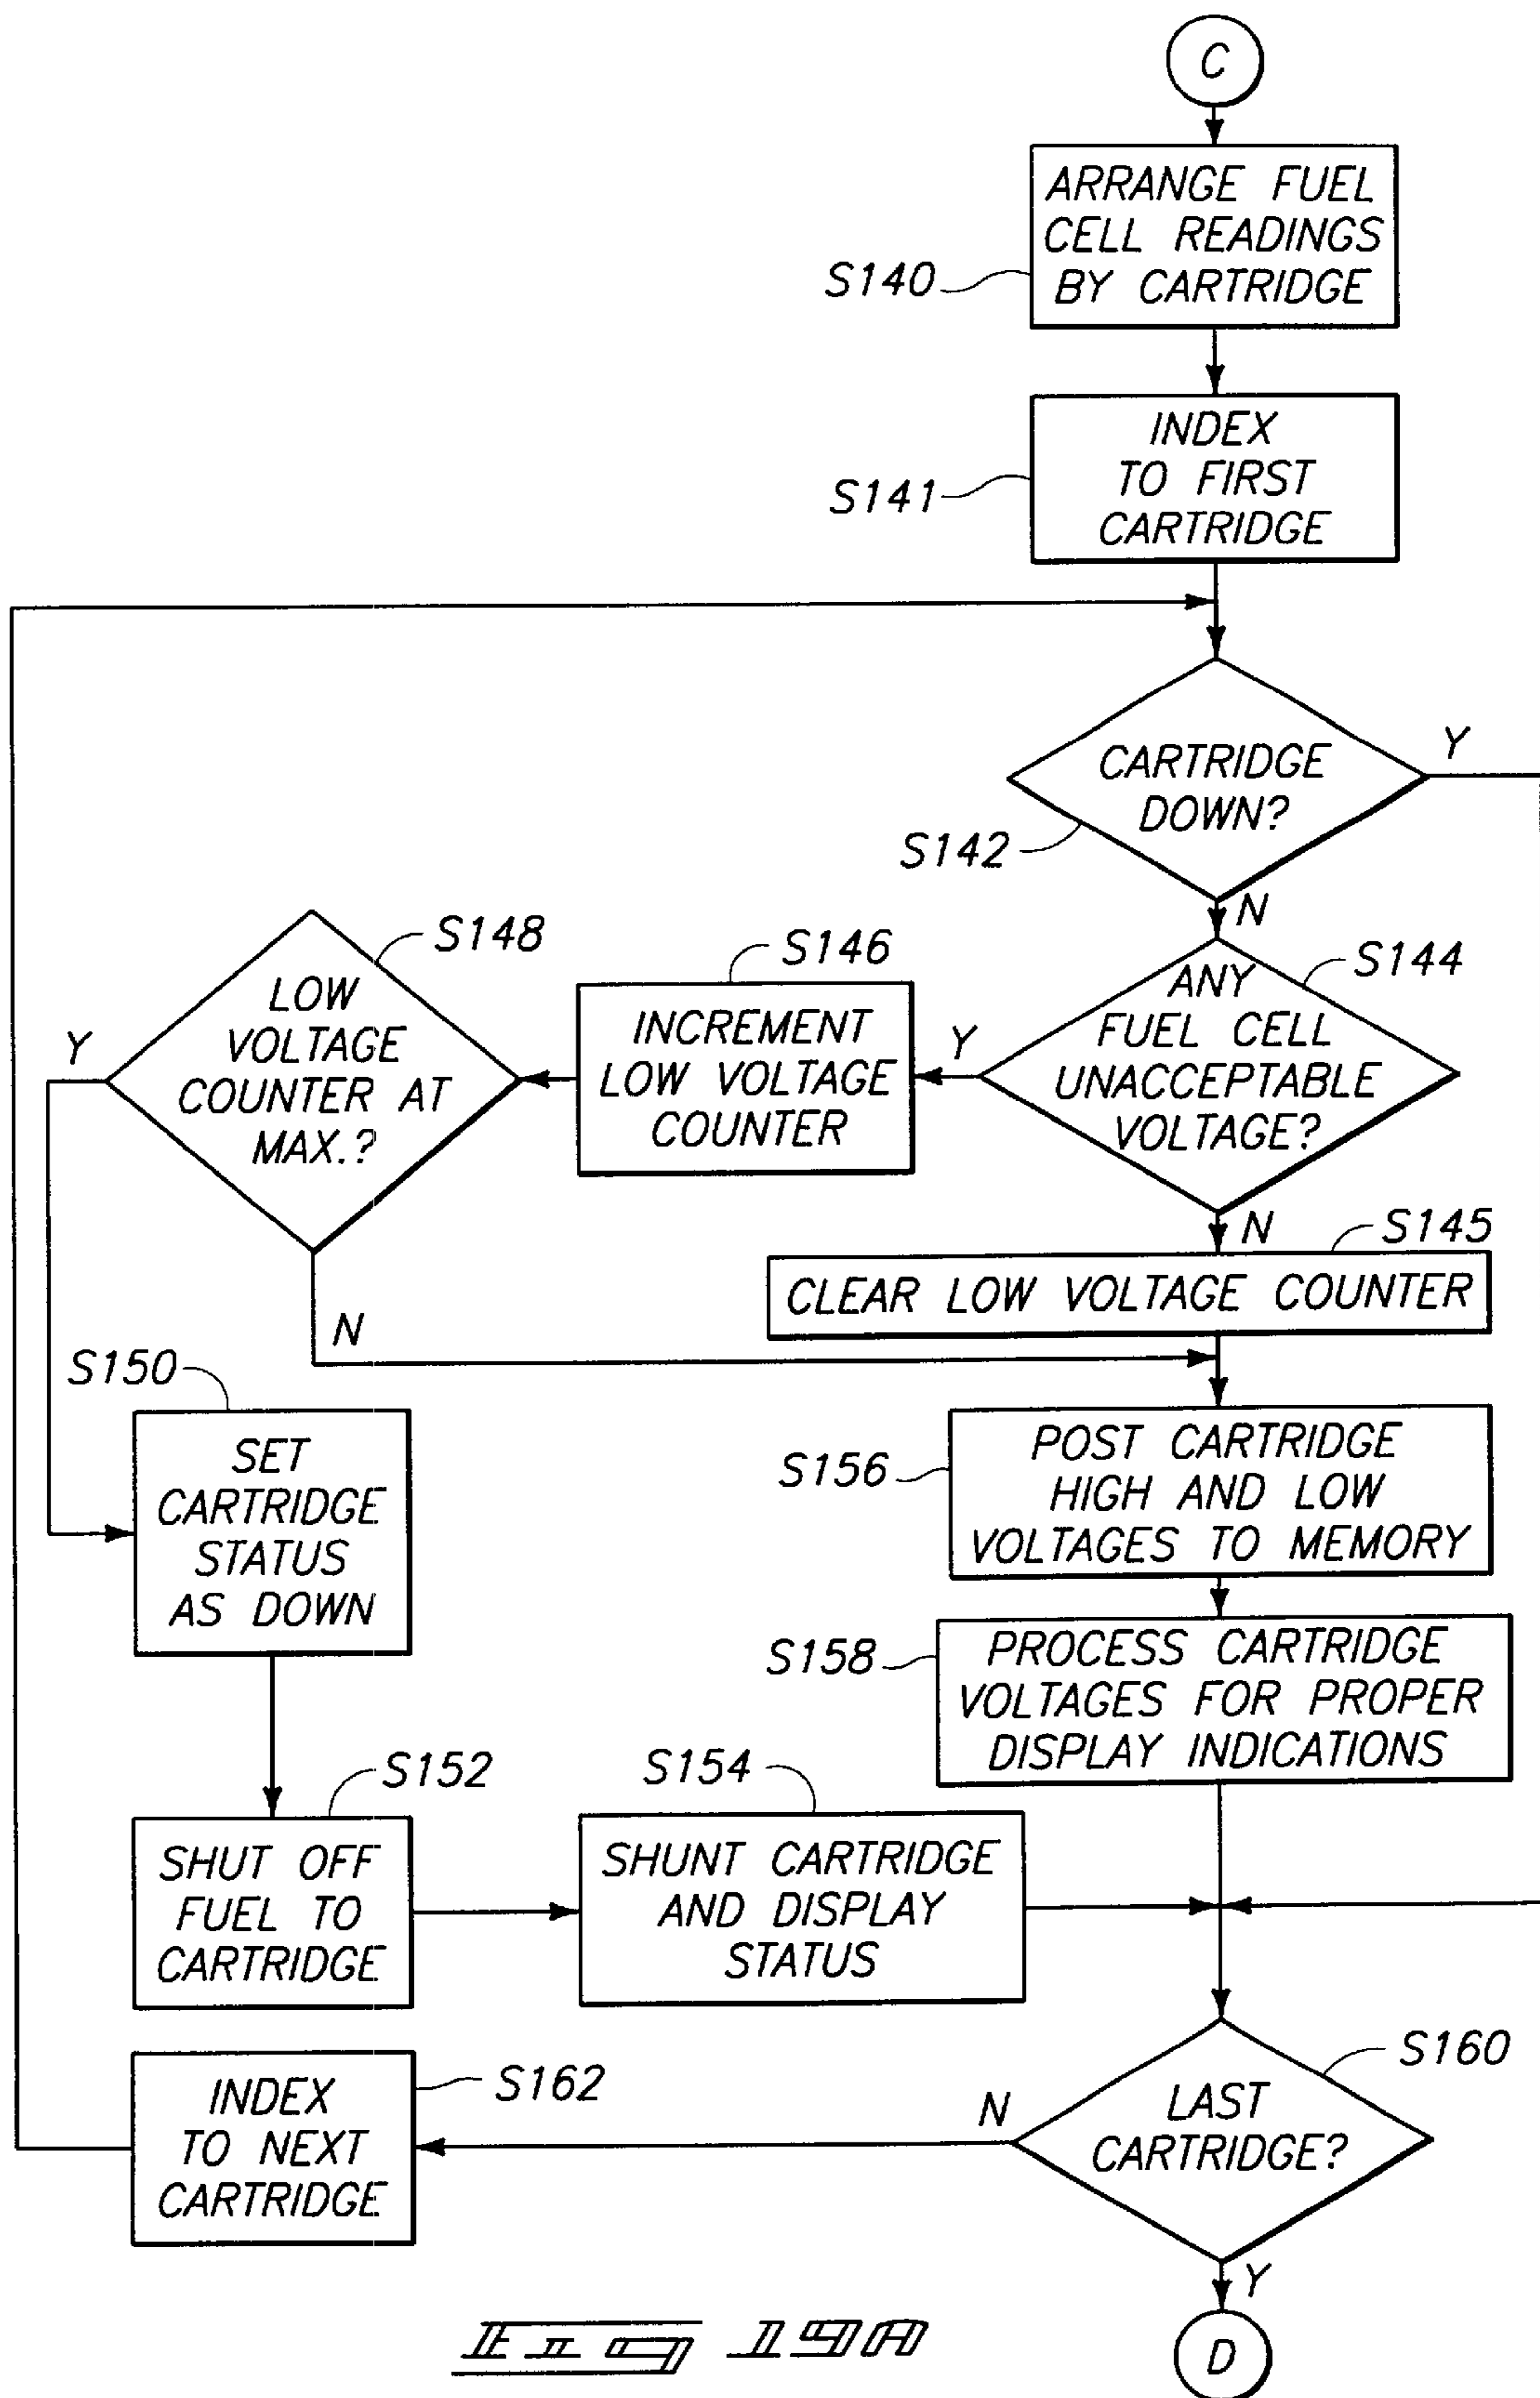 C
ARRANGE FUEL
CELL READINGS
BY CARTRIDGE
S140
INDEX
TO FIRST
CARTRIDGE
S141
CARTRIDGE
DOWN?
Y
S142
N
ANY
FUEL CELL
UNACCEPTABLE
VOLTAGE?
S144
Y
S146
INCREMENT
LOW VOLTAGE
COUNTER
S148
LOW
VOLTAGE
COUNTER AT
MAX.?
Y
N
N
S145
CLEAR LOW VOLTAGE COUNTER
S150
SET
CARTRIDGE
STATUS
AS DOWN
S156
POST CARTRIDGE
HIGH AND LOW
VOLTAGES TO MEMORY
S158
PROCESS CARTRIDGE
VOLTAGES FOR PROPER
DISPLAY INDICATIONS
S152
SHUT OFF
FUEL TO
CARTRIDGE
S154
SHUNT CARTRIDGE
AND DISPLAY
STATUS
S160
LAST
CARTRIDGE?
N
S162
INDEX
TO NEXT
CARTRIDGE
Y
D
Fig 19A